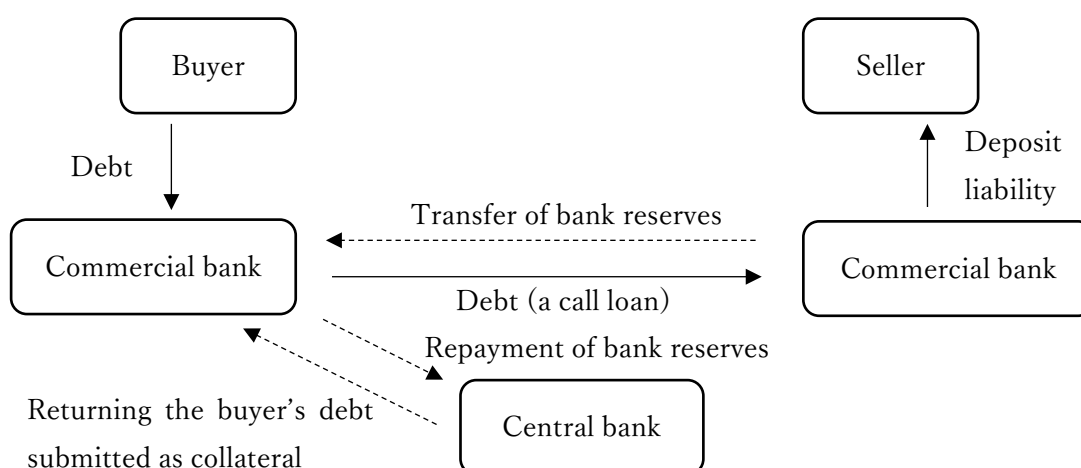 Buyer
Seller
Debt
Deposit
liability
Transfer of bank reserves
Commercial bank
Commercial bank
Debt (a call loan)
Repayment of bank reserves
Returning the buyer’s debt
submitted as collateral
Central bank